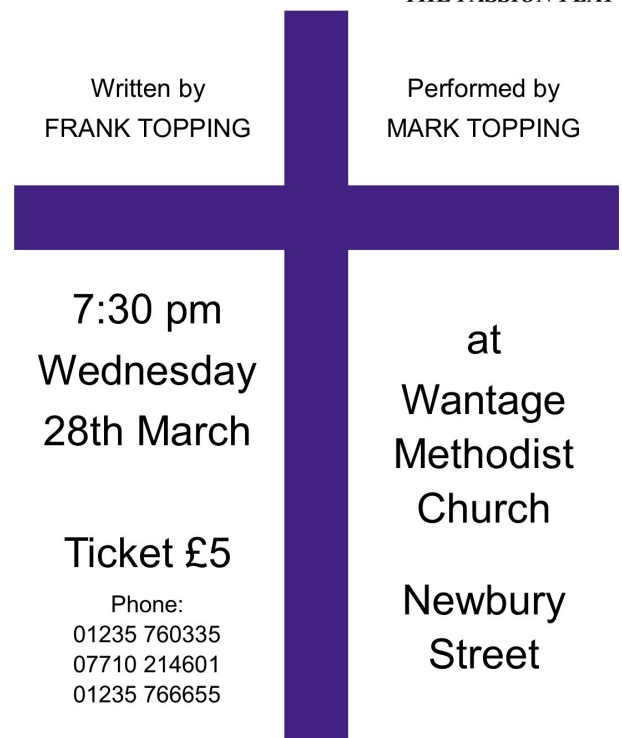 THE PASSION PLAY
Written by
FRANK TOPPING
Performed by
MARK TOPPING
7:30 pm
Wednesday
28th March
Ticket £5
Phone:
01235 760335
07710 214601
01235 766655
at
Wantage
Methodist
Church
Newbury
Street